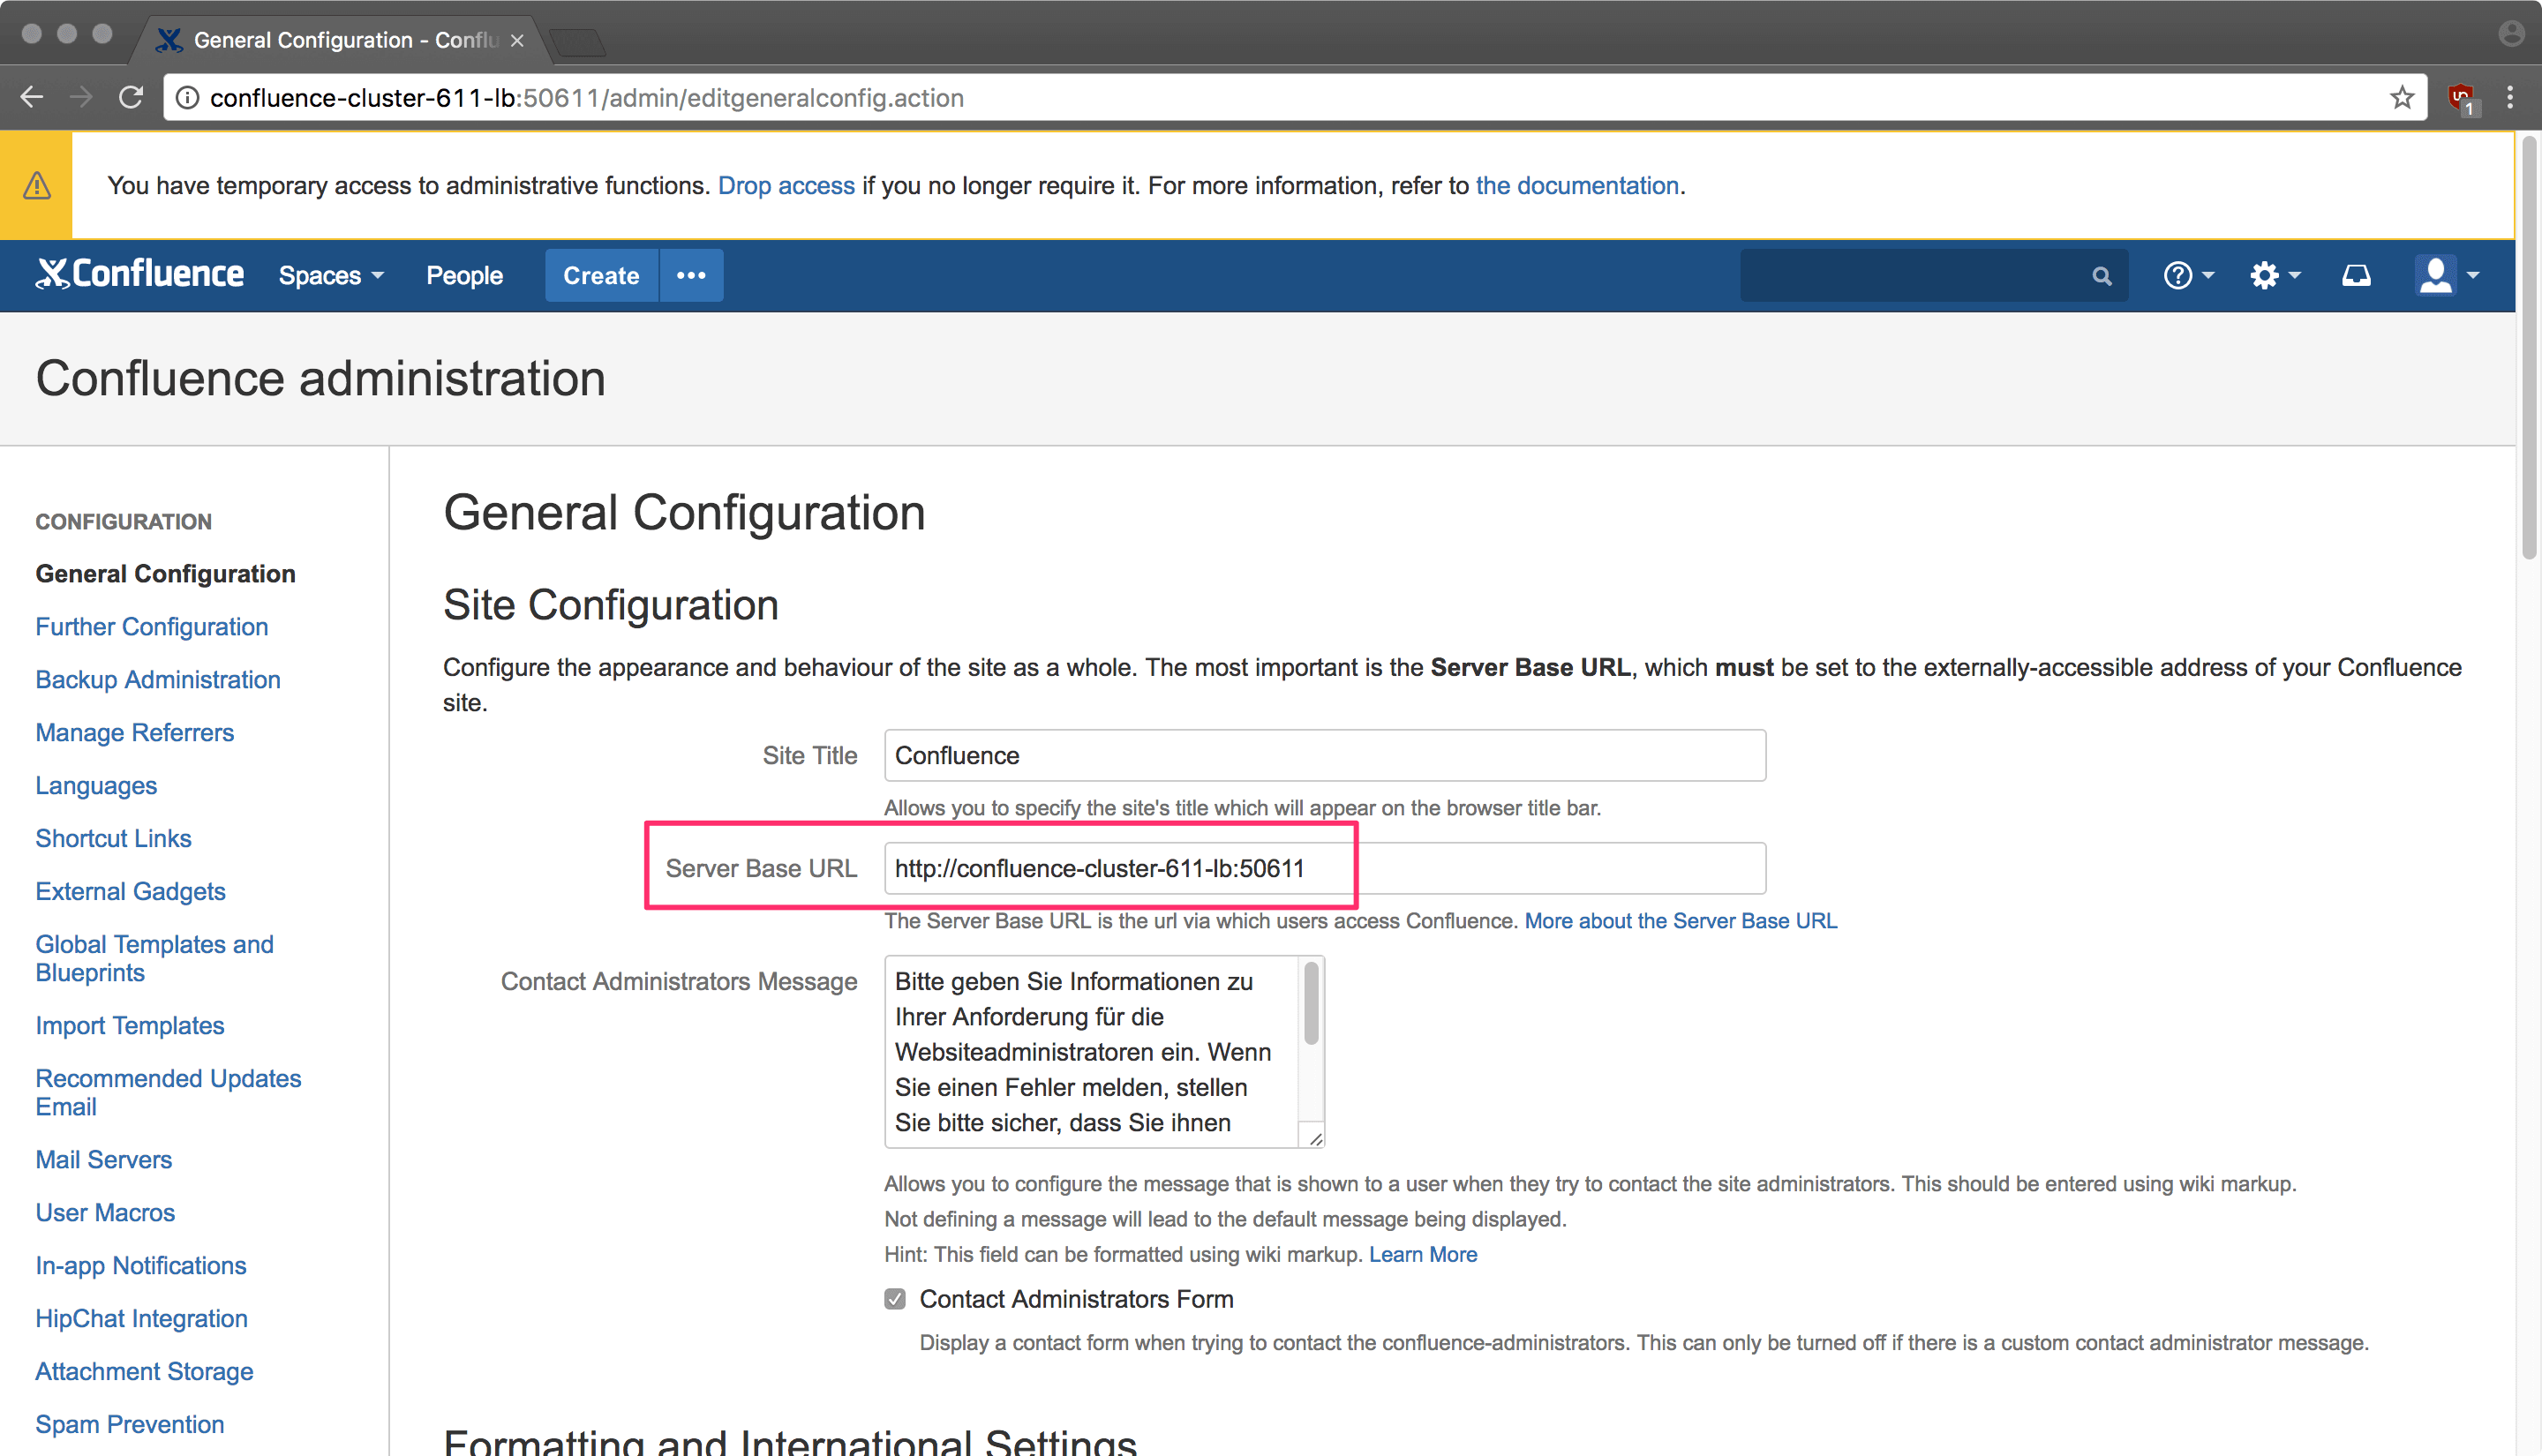 General Configuration - Conflu
confluence-cluster-611-lb:50611/admin/editgeneralconfig.action
1
You have temporary access to administrative functions. Drop access if you no longer require it. For more information, refer to the documentation.
Confluence Spaces People Create
Confluence administration
CONFIGURATION
General Configuration
Further Configuration
Backup Administration
Manage Referrers
Languages
Shortcut Links
External Gadgets
Global Templates and
Blueprints
Import Templates
Recommended Updates
Email
Mail Servers
User Macros
In-app Notifications
HipChat Integration
Attachment Storage
Spam Prevention
General Configuration
Site Configuration
Configure the appearance and behaviour of the site as a whole. The most important is the Server Base URL, which must be set to the externally-accessible address of your Confluence
site.
Site Title Confluence
Allows you to specify the site's title which will appear on the browser title bar.
Server Base URL http://confluence-cluster-611-lb:50611
The Server Base URL is the url via which users access Confluence. More about the Server Base URL
Contact Administrators Message
Bitte geben Sie Informationen zu
Ihrer Anforderung für die
Websiteadministratoren ein. Wenn
Sie einen Fehler melden, stellen
Sie bitte sicher, dass Sie ihnen
Allows you to configure the message that is shown to a user when they try to contact the site administrators. This should be entered using wiki markup.
Not defining a message will lead to the default message being displayed.
Hint: This field can be formatted using wiki markup. Learn More
Contact Administrators Form
Display a contact form when trying to contact the confluence-administrators. This can only be turned off if there is a custom contact administrator message.
Formatting and International Settings